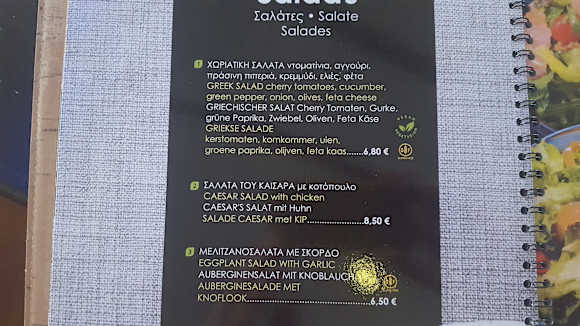 Σαλάτες • Salate
Salades
1 ΧΩΡΙΑΤΙΚΗ ΣΑΛΑΤΑ ντοματίνια, αγγούρι,
πράσινη πιπεριά, κρεμμύδι, ελιές, φέτα
GREEK SALAD cherry tomatoes, cucumber,
green pepper, onion, olives, feta cheese
GRIECHISCHER SALAT Cherry Tomaten, Gurke,
grüne Paprika, Zwiebel, Oliven, Feta Käse
GRIEKSE SALADE
kerstomaten, komkommer, uien,
groene paprika, olijven, feta kaas.......6,80 €
2 ΣΑΛΑΤΑ ΤΟΥ ΚΑΙΣΑΡΑ με κοτόπουλο
CAESAR SALAD with chicken
CAESAR'S SALAT mit Huhn
SALADE CAESAR met KIP...............8,50 €
3 ΜΕΛΙΤΖΑΝΟΣΑΛΑΤΑ ΜΕ ΣΚΟΡΔΟ
EGGPLANT SALAD WITH GARLIC
AUBERGINENSALAT MIT KNOBLAUCH
AUBERGINESALADE MET
KNOFLOOK.................................6,50 €